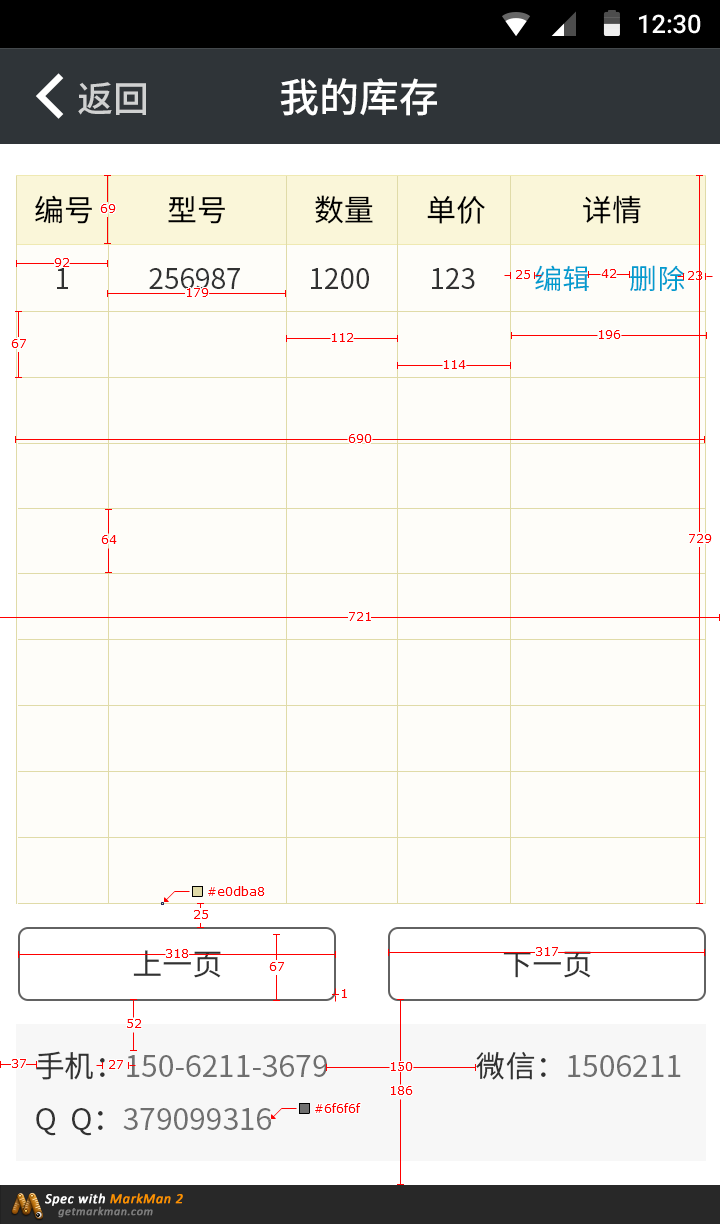 12:30
返回 我的库存
编号 69 型号 数量 单价 详情
92
1 256987 1200 123 25 编辑 42 删除 23
179
67 112 196
114
690
64 729
721
#e0dba8
25
318 上一页 67 317 下一页
1
52
37 手机： 27 150-6211-3679 150 微信：1506211
186
Q Q：379099316 #6f6f6f
Spec with MarkMan 2
getmarkman.com